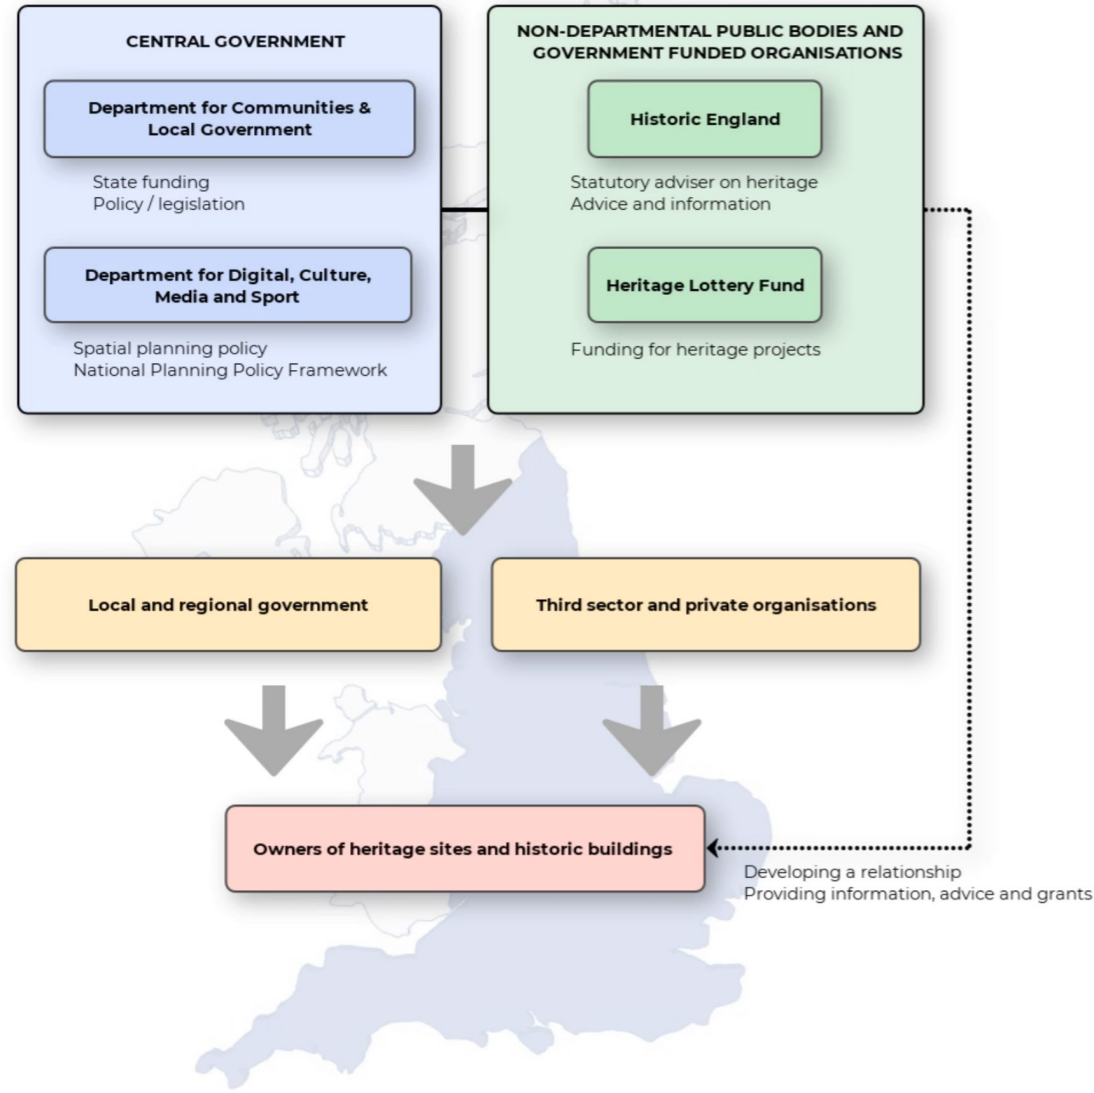 CENTRAL GOVERNMENT
Department for Communities &
Local Government
State funding
Policy / legislation
Department for Digital, Culture,
Media and Sport
Spatial planning policy
National Planning Policy Framework
NON-DEPARTMENTAL PUBLIC BODIES AND
GOVERNMENT FUNDED ORGANISATIONS
Historic England
Statutory adviser on heritage
Advice and information
Heritage Lottery Fund
Funding for heritage projects
Local and regional government
Third sector and private organisations
Owners of heritage sites and historic buildings
Developing a relationship
Providing information, advice and grants